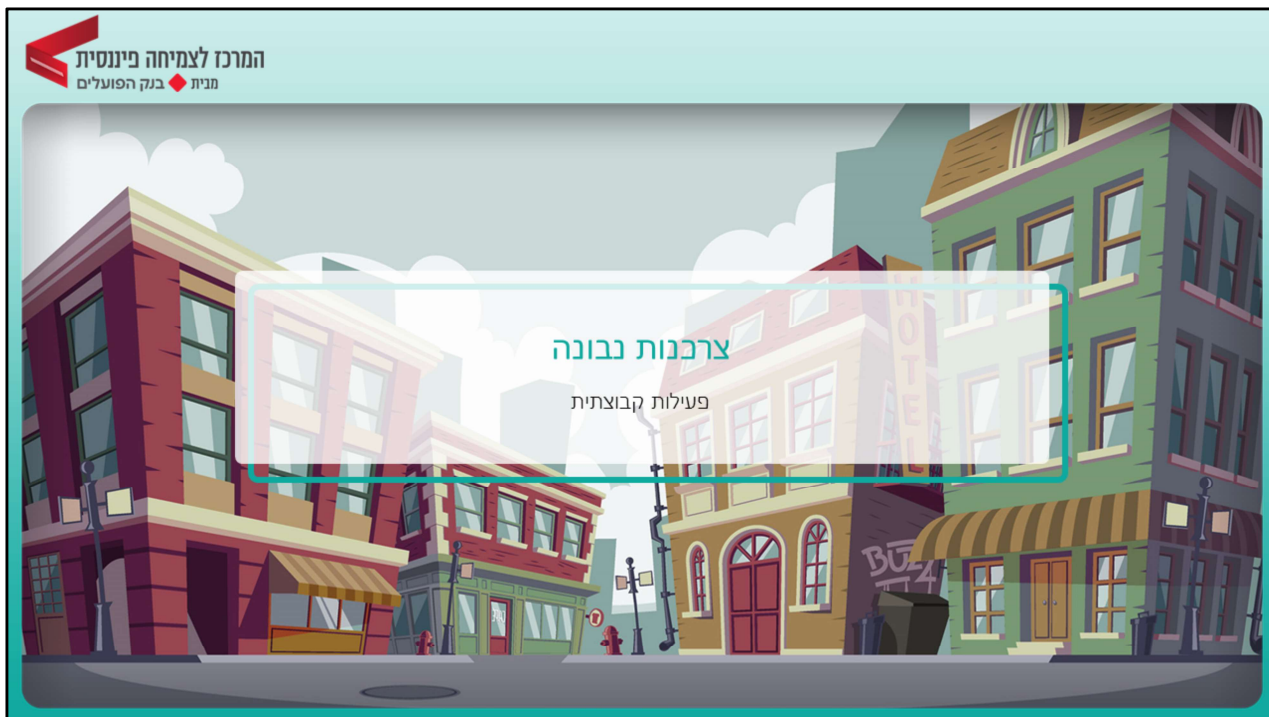 המרכז לצמיחה פיננסית
מבית בנק הפועלים
צרכנות נבונה
פעילות קבוצתית
HOTEL